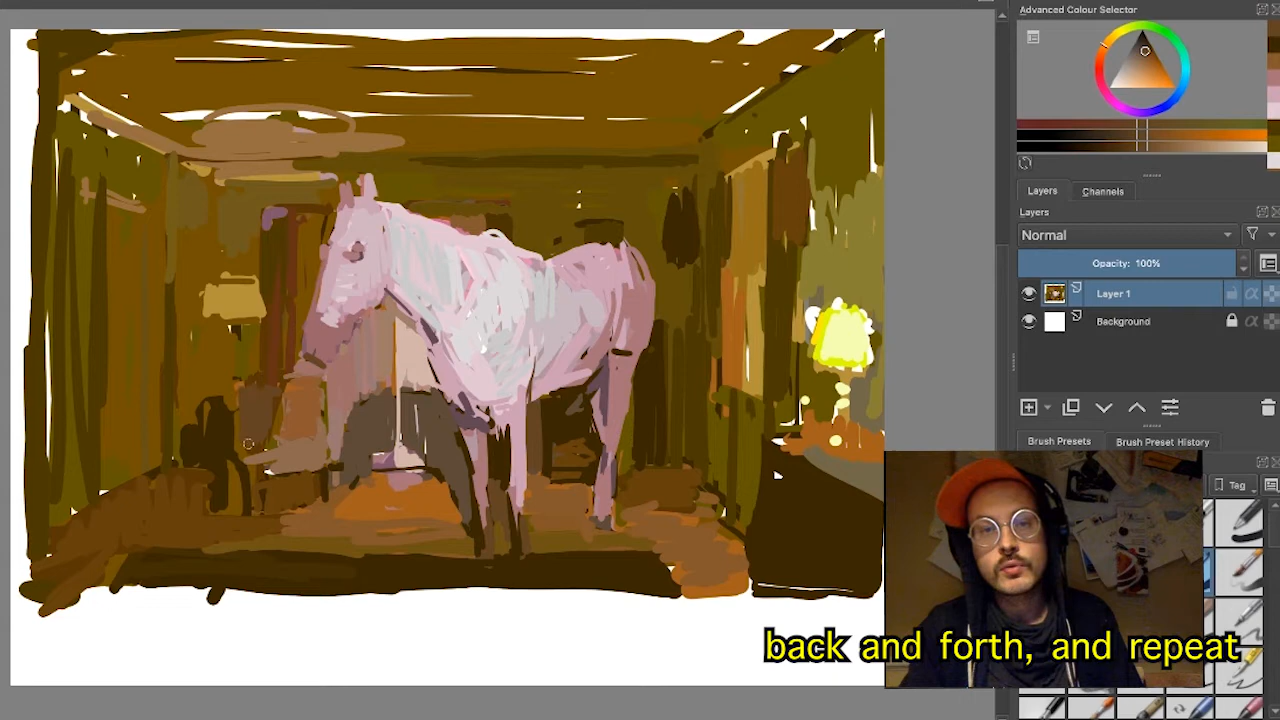 Advanced Colour Selector
Layers
Channels
Layers
Normal
Opacity: 100%
Layer 1
Background
Brush Presets
Brush Preset History
Tag
back and forth, and repeat